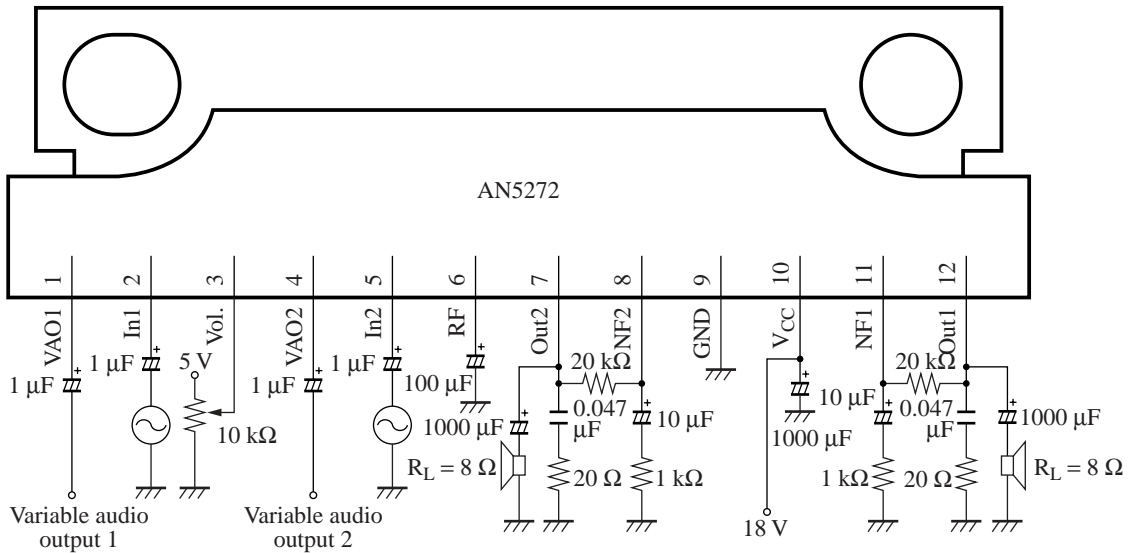 AN5272
1
2
3
4
5
6
7
8
9
10
11
12
VAO1
In1
Vol.
VAO2
In2
RF
Out2
NF2
GND
VCC
NF1
Out1
1 μF
1 μF
5 V
10 kΩ
1 μF
1 μF
100 μF
1000 μF
20 kΩ
0.047
μF
10 μF
RL = 8 Ω
20 Ω
1 kΩ
1000 μF
18 V
10 μF
20 kΩ
0.047
μF
1000 μF
1 kΩ
20 Ω
RL = 8 Ω
Variable audio
output 1
Variable audio
output 2